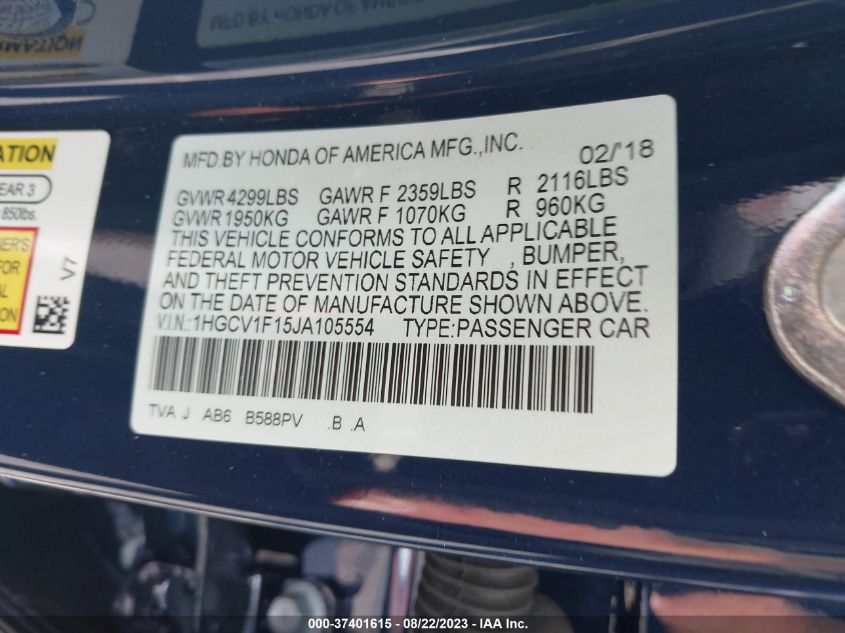 MFD.BY HONDA OF AMERICA MFG.,INC. 02/'18
GVWR 4299LBS GAWR F 2359LBS R 2116LBS
GVWR 1950KG GAWR F 1070KG R 960KG
THIS VEHICLE CONFORMS TO ALL APPLICABLE
FEDERAL MOTOR VEHICLE SAFETY , BUMPER,
AND THEFT PREVENTION STANDARDS IN EFFECT
ON THE DATE OF MANUFACTURE SHOWN ABOVE.
V.I.N.:1HGCV1F15JA105554 TYPE:PASSENGER CAR
TVA J AB6 B588PV .B .A
EAR 3
850lbs.
NER'S
FOR
V7
000-37401615 - 08/22/2023 - IAA Inc.